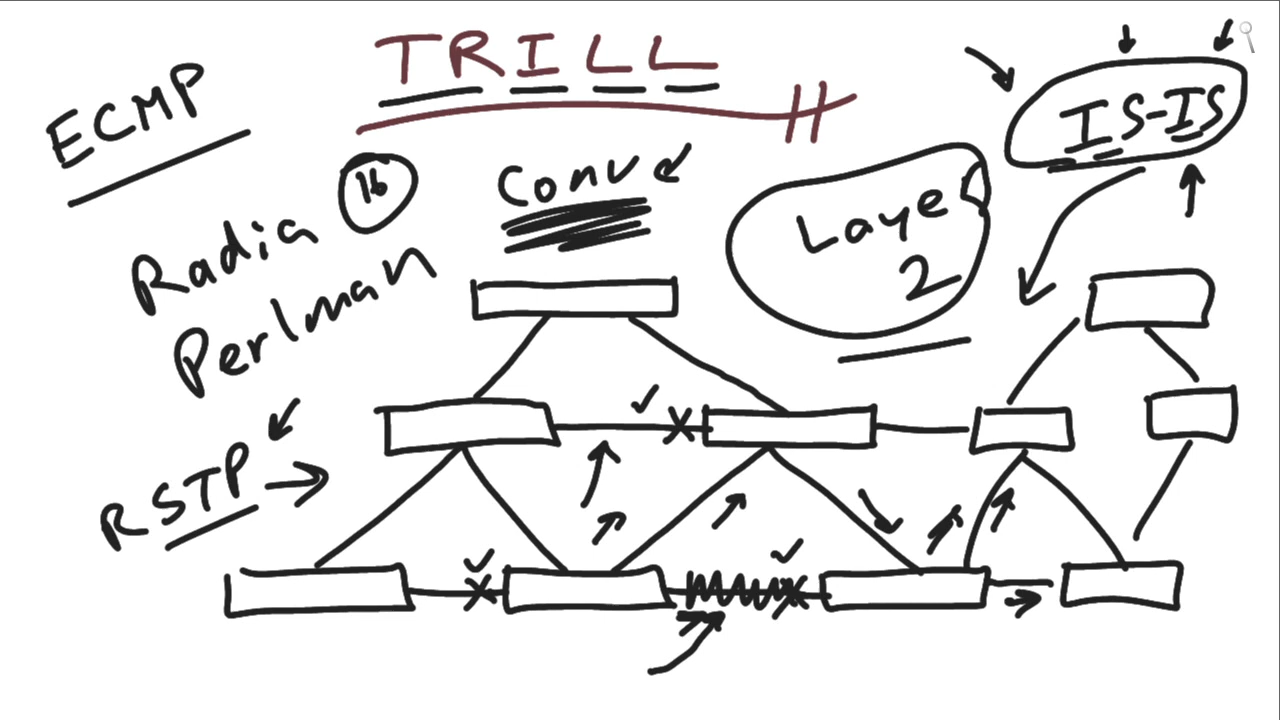 TRILL
ECMP
IS-IS
16
Conv
Radia
Perlman
Layer
2
RSTP